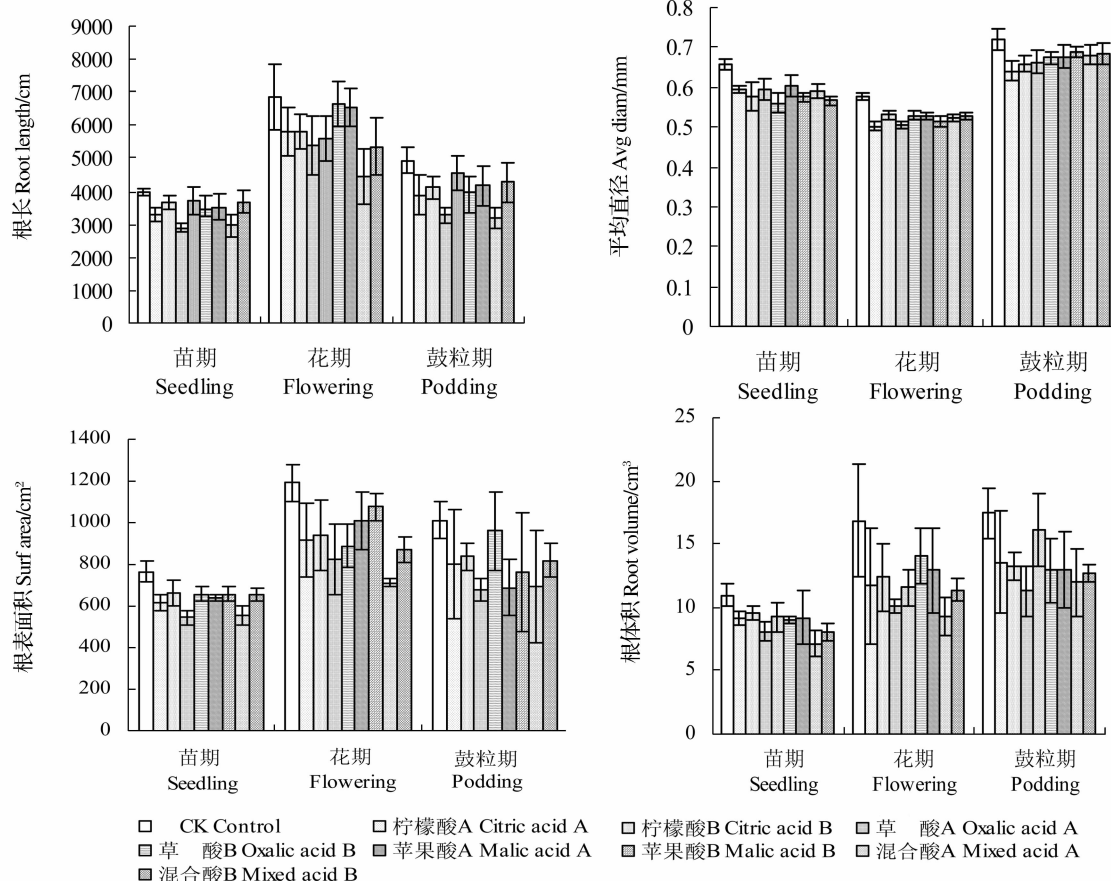 根长 Root length/cm
9000
8000
7000
6000
5000
4000
3000
2000
1000
0
苗期 花期 鼓粒期
Seedling Flowering Podding
平均直径 Avg diam/mm
0.8
0.7
0.6
0.5
0.4
0.3
0.2
0.1
0
苗期 花期 鼓粒期
Seedling Flowering Podding
根表面积 Surf area/cm²
1400
1200
1000
800
600
400
200
0
苗期 花期 鼓粒期
Seedling Flowering Podding
根体积 Root volume/cm³
25
20
15
10
5
0
苗期 花期 鼓粒期
Seedling Flowering Podding
CK Control 柠檬酸A Citric acid A 柠檬酸B Citric acid B 草 酸A Oxalic acid A
草 酸B Oxalic acid B 苹果酸A Malic acid A 苹果酸B Malic acid B 混合酸A Mixed acid A
混合酸B Mixed acid B